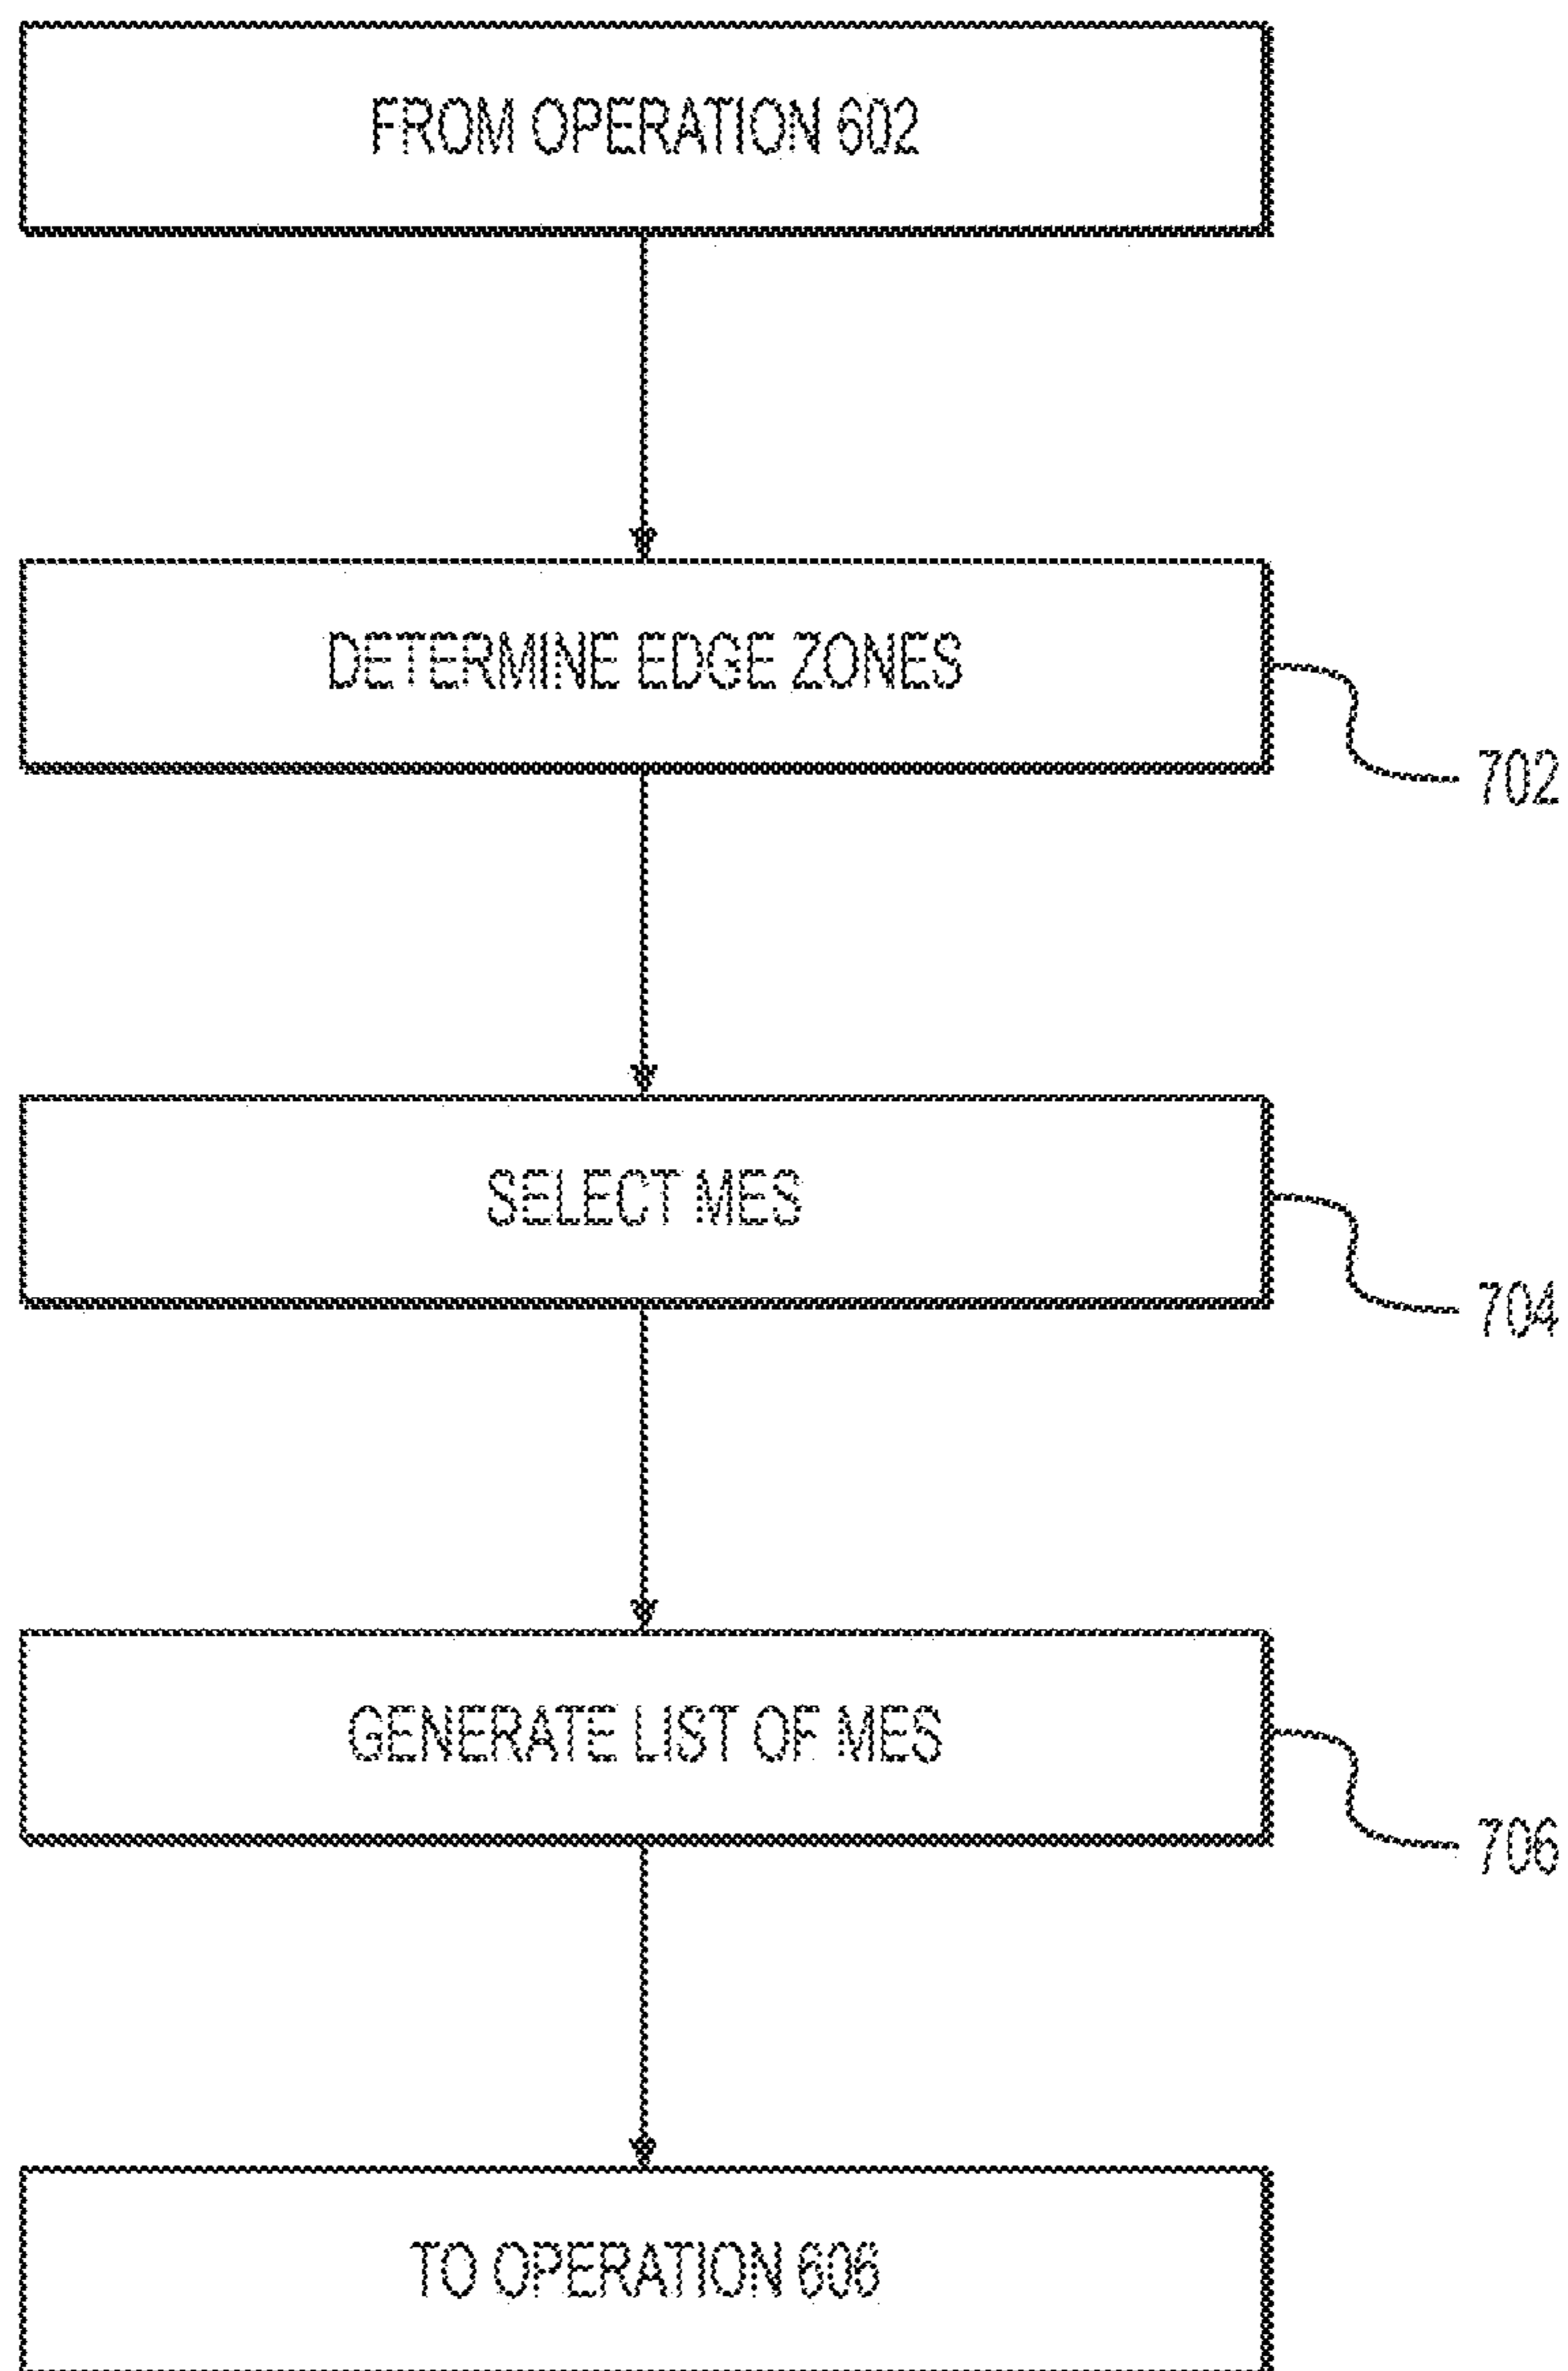 FROM OPERATION 602
DETERMINE EDGE ZONES
702
SELECT MES
704
GENERATE LIST OF MES
706
TO OPERATION 606